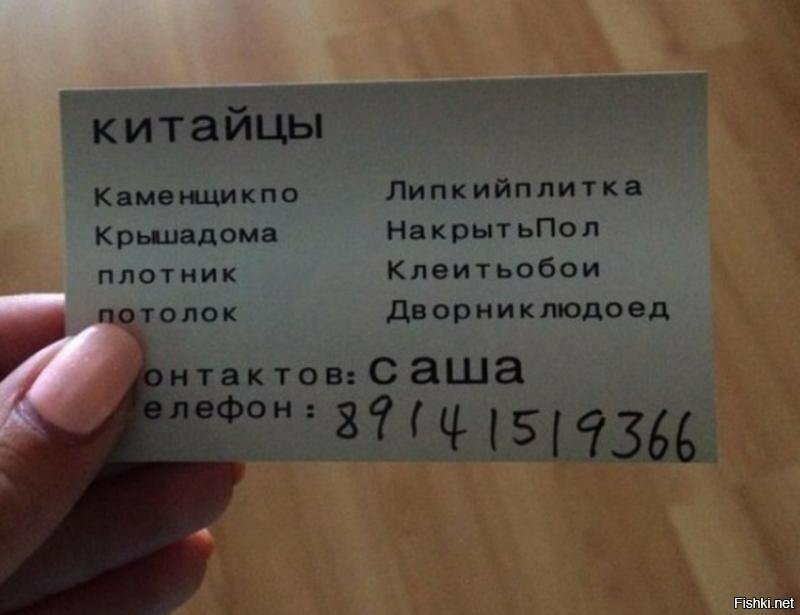 китайцы
Каменщикпо
Крышадома
плотник
потолок
Липкийплитка
НакрытьПол
Клеитьобои
Дворниклюдоед
онтактов: саша
елефон: 89141519366
Fishki.net